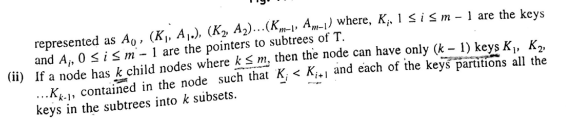 represented as A₀, (K₁, A₁.), (K₂, A₂)...(Kₘ₋₁, Aₘ₋₁) where, Kᵢ, 1 ≤ i ≤ m – 1 are the keys
and Aᵢ, 0 ≤ i ≤ m – 1 are the pointers to subtrees of T.
(ii) If a node has k child nodes where k ≤ m, then the node can have only (k – 1) keys K₁, K₂,
...Kₖ₋₁, contained in the node such that Kᵢ < Kᵢ₊₁ and each of the keys partitions all the
keys in the subtrees into k subsets.